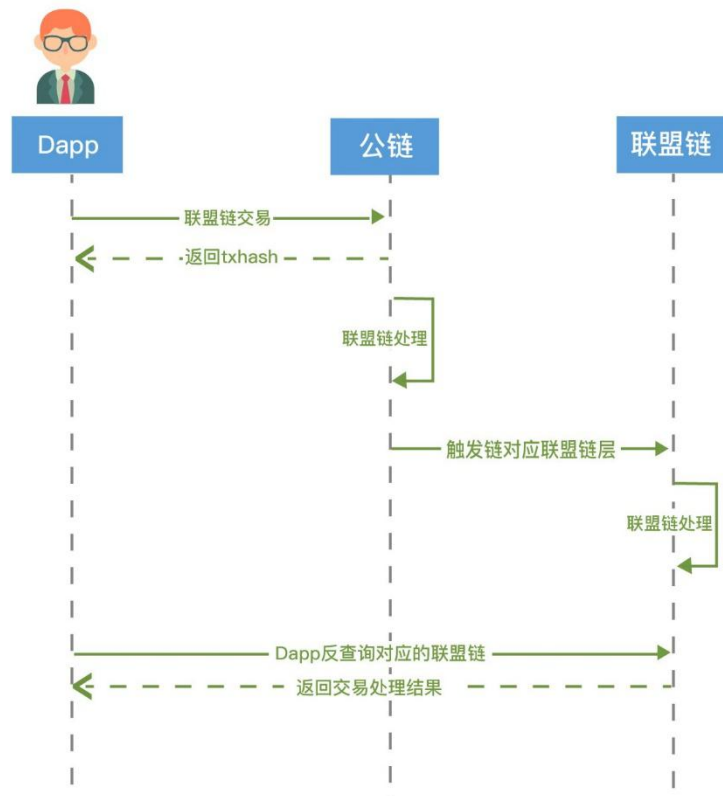 Dapp
公链
联盟链
联盟链交易
返回txhash
联盟链处理
触发链对应联盟链层
联盟链处理
Dapp反查询对应的联盟链
返回交易处理结果